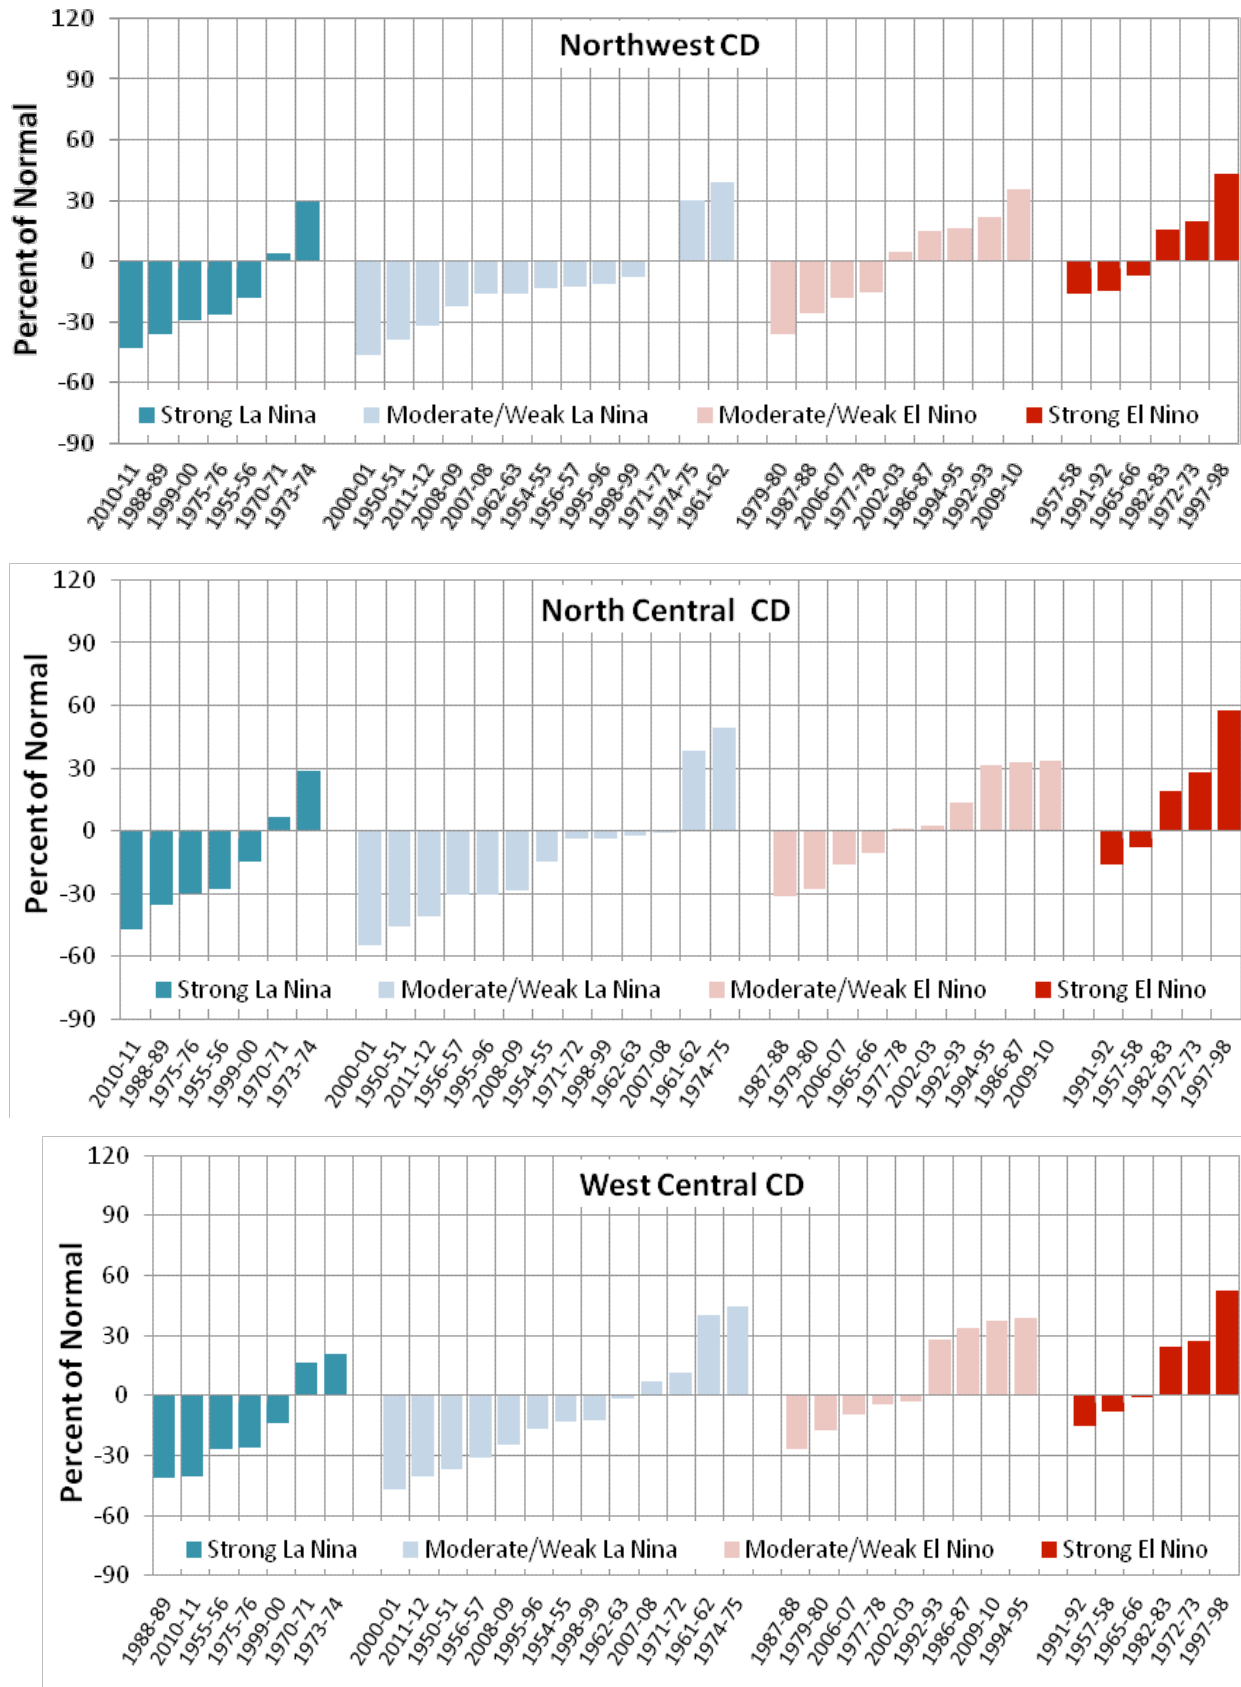 Northwest CD
Percent of Normal
120
90
60
30
0
-30
-60
-90
Strong La Nina Moderate/Weak La Nina Moderate/Weak El Nino Strong El Nino
2010-11 1988-89 1999-00 1975-76 1955-56 1970-71 1973-74 2000-01 1950-51 2011-12 2008-09 2007-08 1962-63 1954-55 1956-57 1995-96 1998-99 1971-72 1974-75 1961-62 1979-80 1987-88 2006-07 1977-78 2002-03 1986-87 1994-95 1992-93 2009-10 1957-58 1991-92 1965-66 1982-83 1972-73 1997-98
North Central CD
Percent of Normal
120
90
60
30
0
-30
-60
-90
Strong La Nina Moderate/Weak La Nina Moderate/Weak El Nino Strong El Nino
2010-11 1988-89 1975-76 1955-56 1999-00 1970-71 1973-74 2000-01 1950-51 2011-12 1956-57 1995-96 2008-09 1954-55 1971-72 1998-99 1962-63 2007-08 1961-62 1974-75 1987-88 1979-80 2006-07 1965-66 1977-78 2002-03 1992-93 1994-95 1986-87 2009-10 1991-92 1957-58 1982-83 1972-73 1997-98
West Central CD
Percent of Normal
120
90
60
30
0
-30
-60
-90
Strong La Nina Moderate/Weak La Nina Moderate/Weak El Nino Strong El Nino
1988-89 2010-11 1955-56 1975-76 1999-00 1970-71 1973-74 2000-01 2011-12 1950-51 1956-57 2008-09 1995-96 1954-55 1998-99 1962-63 2007-08 1971-72 1961-62 1974-75 1987-88 1979-80 2006-07 1977-78 2002-03 1992-93 1986-87 2009-10 1994-95 1991-92 1957-58 1965-66 1982-83 1972-73 1997-98